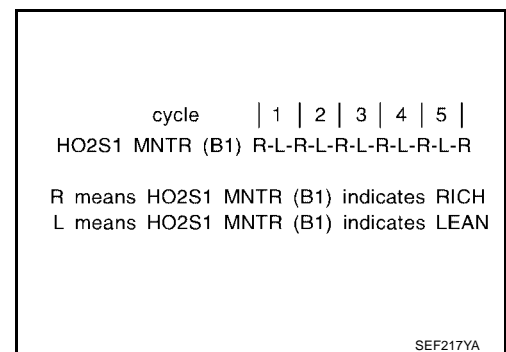 cycle | 1 | 2 | 3 | 4 | 5 |
HO2S1 MNTR (B1) R-L-R-L-R-L-R-L-R-L-R
R means HO2S1 MNTR (B1) indicates RICH
L means HO2S1 MNTR (B1) indicates LEAN
SEF217YA